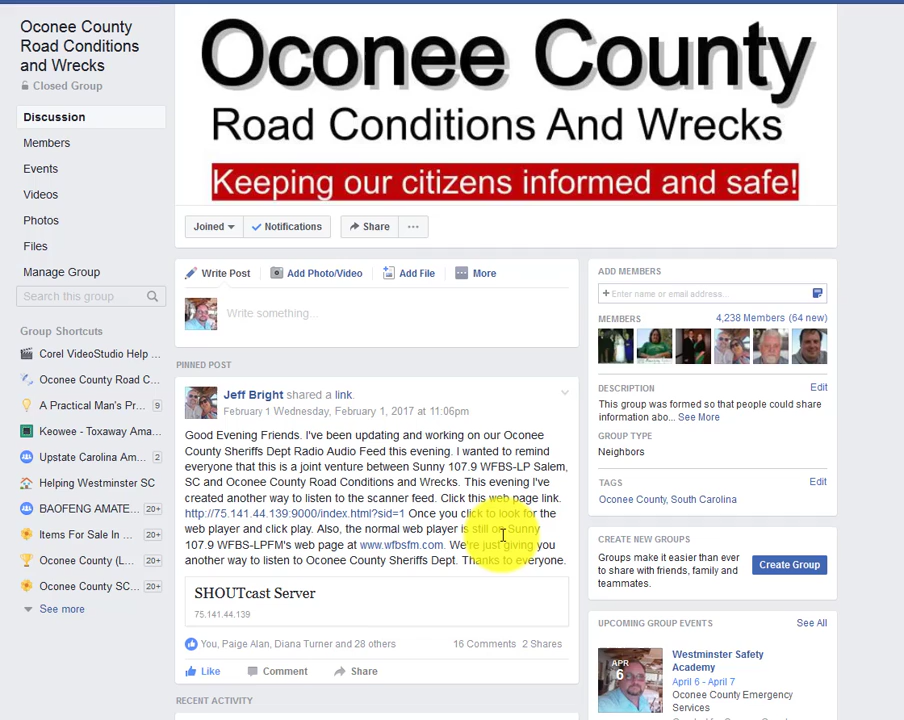 Oconee County
Road Conditions
and Wrecks
Closed Group
Discussion
Members
Events
Videos
Photos
Files
Manage Group
Search this group
Group Shortcuts
Corel VideoStudio Help ...
Oconee County Road C...
A Practical Man's Pr... 9
Keowee - Toxaway Ama...
Upstate Carolina Am... 2
Helping Westminster SC
BAOFENG AMATE... 20+
Items For Sale In ... 20+
Oconee County (L... 20+
Oconee County SC... 20+
See more
Oconee County
Road Conditions And Wrecks
Keeping our citizens informed and safe!
Joined Notifications Share ...
Write Post Add Photo/Video Add File More
Write something...
PINNED POST
Jeff Bright shared a link.
February 1 Wednesday, February 1, 2017 at 11:06pm
Good Evening Friends. I've been updating and working on our Oconee
County Sheriffs Dept Radio Audio Feed this evening. I wanted to remind
everyone that this is a joint venture between Sunny 107.9 WFBS-LP Salem,
SC and Oconee County Road Conditions and Wrecks. This evening I've
created another way to listen to the scanner feed. Click this web page link.
http://75.141.44.139:9000/index.html?sid=1 Once you click to look for the
web player and click play. Also, the normal web player is still on Sunny
107.9 WFBS-LPFM's web page at www.wfbsfm.com. We're just giving you
another way to listen to Oconee County Sheriffs Dept. Thanks to everyone.
SHOUTcast Server
75.141.44.139
You, Paige Alan, Diana Turner and 28 others 16 Comments 2 Shares
Like Comment Share
RECENT ACTIVITY
ADD MEMBERS
+ Enter name or email address...
MEMBERS 4,238 Members (64 new)
DESCRIPTION Edit
This group was formed so that people could share
information abo... See More
GROUP TYPE
Neighbors
TAGS Edit
Oconee County, South Carolina
CREATE NEW GROUPS
Groups make it easier than ever
to share with friends, family and
teammates.
Create Group
UPCOMING GROUP EVENTS See All
APR
6
Westminster Safety
Academy
April 6 - April 7
Oconee County Emergency
Services